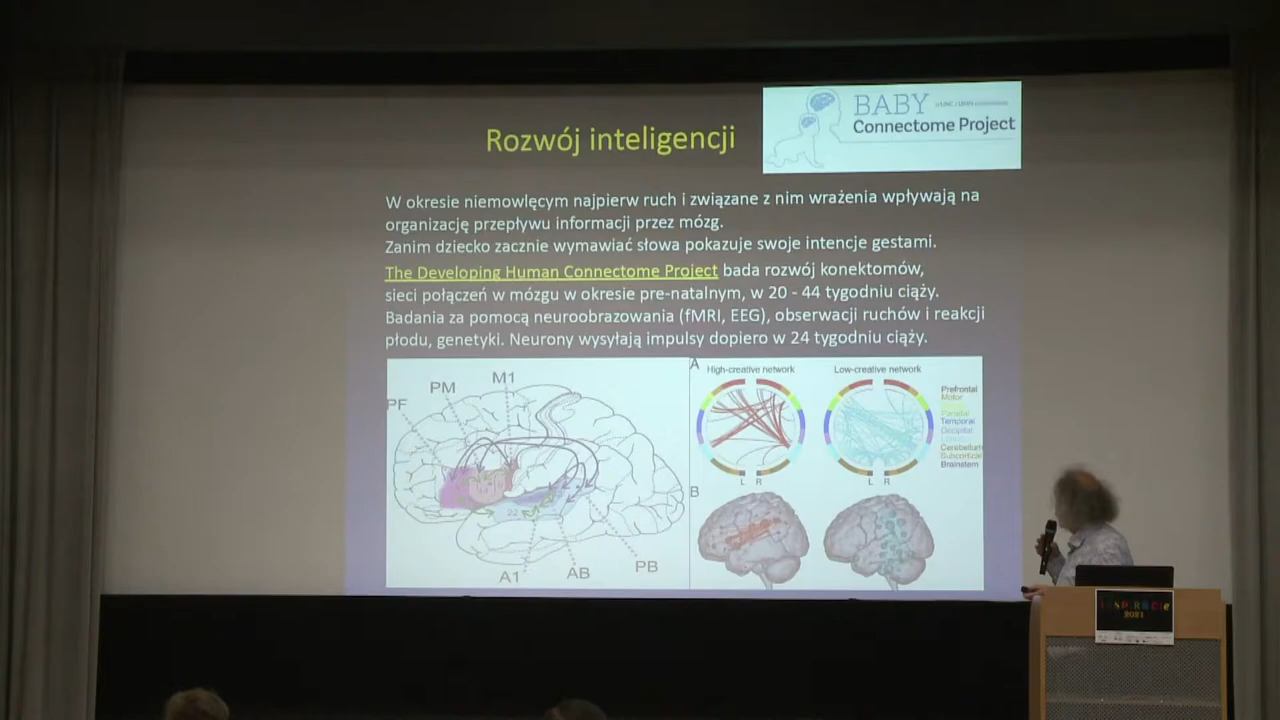 Rozwój inteligencji
BABY
Connectome Project
W okresie niemowlęcym najpierw ruch i związane z nim wrażenia wpływają na
organizację przepływu informacji przez mózg.
Zanim dziecko zacznie wymawiać słowa pokazuje swoje intencje gestami.
The Developing Human Connectome Project bada rozwój konektomów,
sieci połączeń w mózgu w okresie pre-natalnym, w 20 - 44 tygodniu ciąży.
Badania za pomocą neuroobrazowania (fMRI, EEG), obserwacji ruchów i reakcji
płodu, genetyki. Neurony wysyłają impulsy dopiero w 24 tygodniu ciąży.
M1
PM
PF
22
A1
AB
PB
A
High-creative network
Low-creative network
Prefrontal
Motor
Parietal
Temporal
Occipital
Cerebellum
Subcortical
Brainstem
L R
L R
B
2021